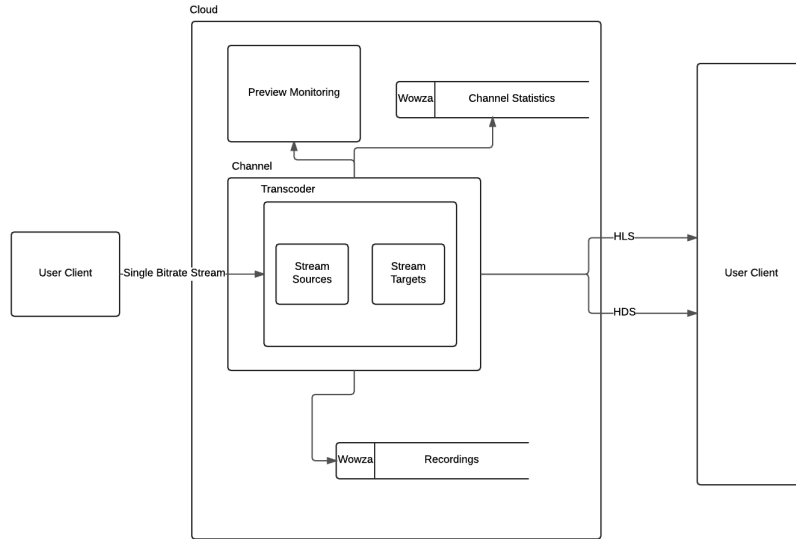 Cloud
Preview Monitoring
Wowza
Channel Statistics
Channel
Transcoder
User Client
Single Bitrate Stream
Stream
Sources
Stream
Targets
HLS
HDS
User Client
Wowza
Recordings